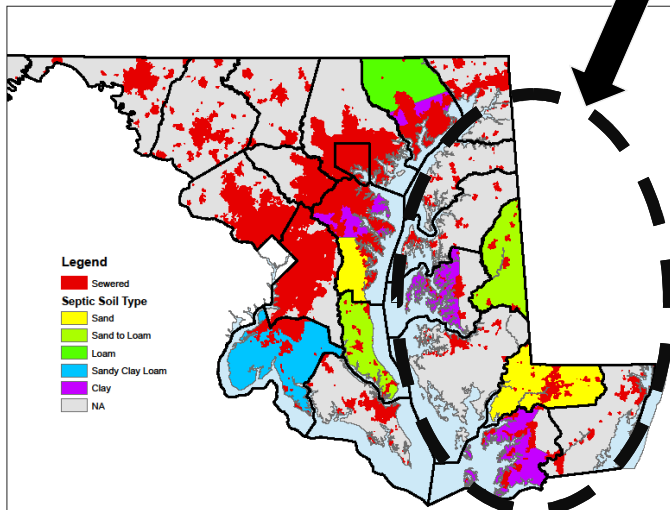 Legend
Sewered
Septic Soil Type
Sand
Sand to Loam
Loam
Sandy Clay Loam
Clay
NA